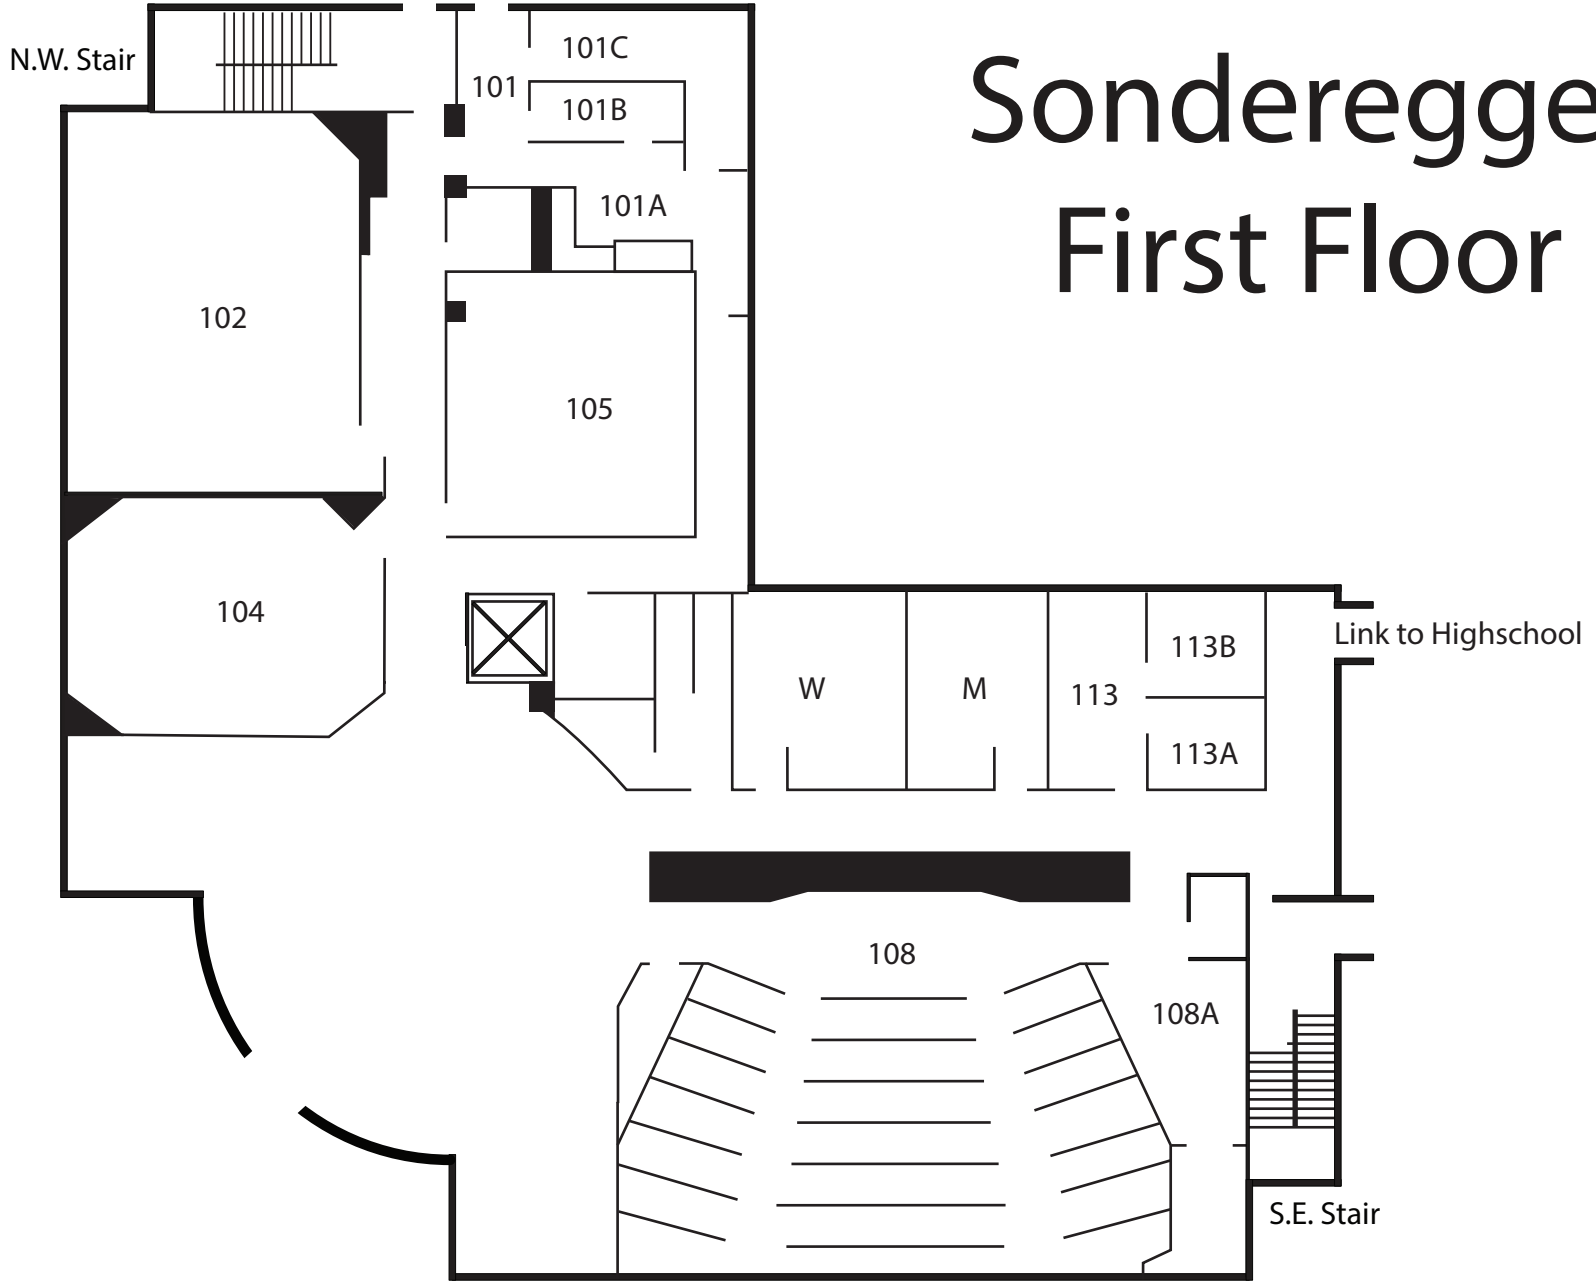 Sonderegge
First Floor
N.W. Stair
101C
101
101B
101A
102
105
104
Link to Highschool
113B
W
M
113
113A
108
108A
S.E. Stair